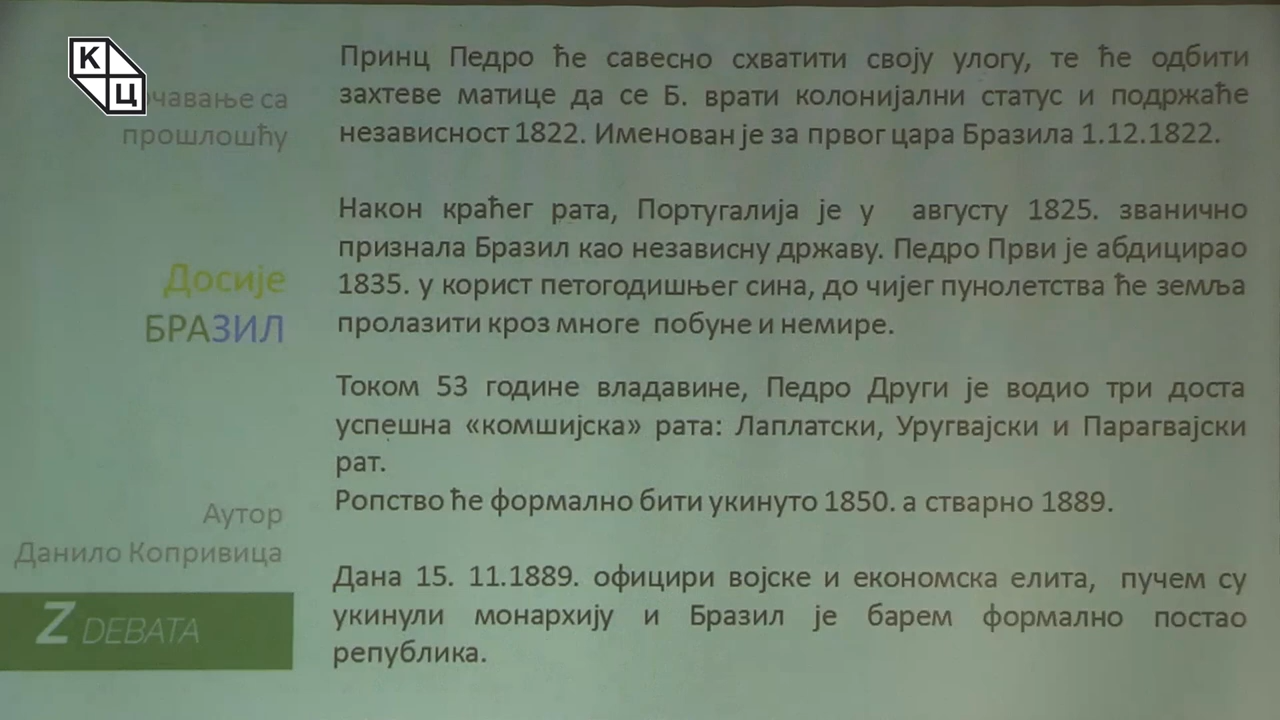 К
Ц
са
прошлошћу
Досије
БРАЗИЛ
Аутор
Данило Копривица
Z DEBATA
Принц Педро ће савесно схватити своју улогу, те ће одбити
захтеве матице да се Б. врати колонијални статус и подржаће
независност 1822. Именован је за првог цара Бразила 1.12.1822.
Након краћег рата, Португалија је у августу 1825. званично
признала Бразил као независну државу. Педро Први је абдицирао
1835. у корист петогодишњег сина, до чијег пунолетства ће земља
пролазити кроз многе побуне и немире.
Током 53 године владавине, Педро Други је водио три доста
успешна «комшијска» рата: Лаплатски, Уругвајски и Парагвајски
рат.
Ропство ће формално бити укинуто 1850. а стварно 1889.
Дана 15. 11.1889. официри војске и економска елита, пучем су
укинули монархију и Бразил је барем формално постао
република.